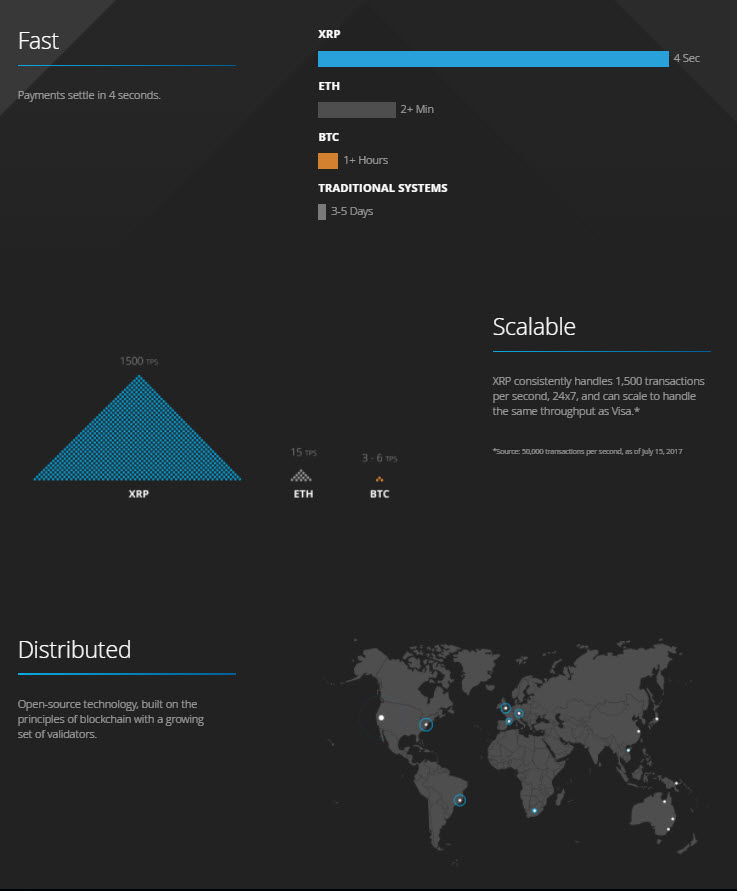 Fast
Payments settle in 4 seconds.
XRP
4 Sec
ETH
2+ Min
BTC
1+ Hours
TRADITIONAL SYSTEMS
3-5 Days
1500 TPS
XRP
15 TPS
ETH
3 - 6 TPS
BTC
Scalable
XRP consistently handles 1,500 transactions
per second, 24x7, and can scale to handle
the same throughput as Visa.*
*Source: 50,000 transactions per second, as of July 15, 2017
Distributed
Open-source technology, built on the
principles of blockchain with a growing
set of validators.